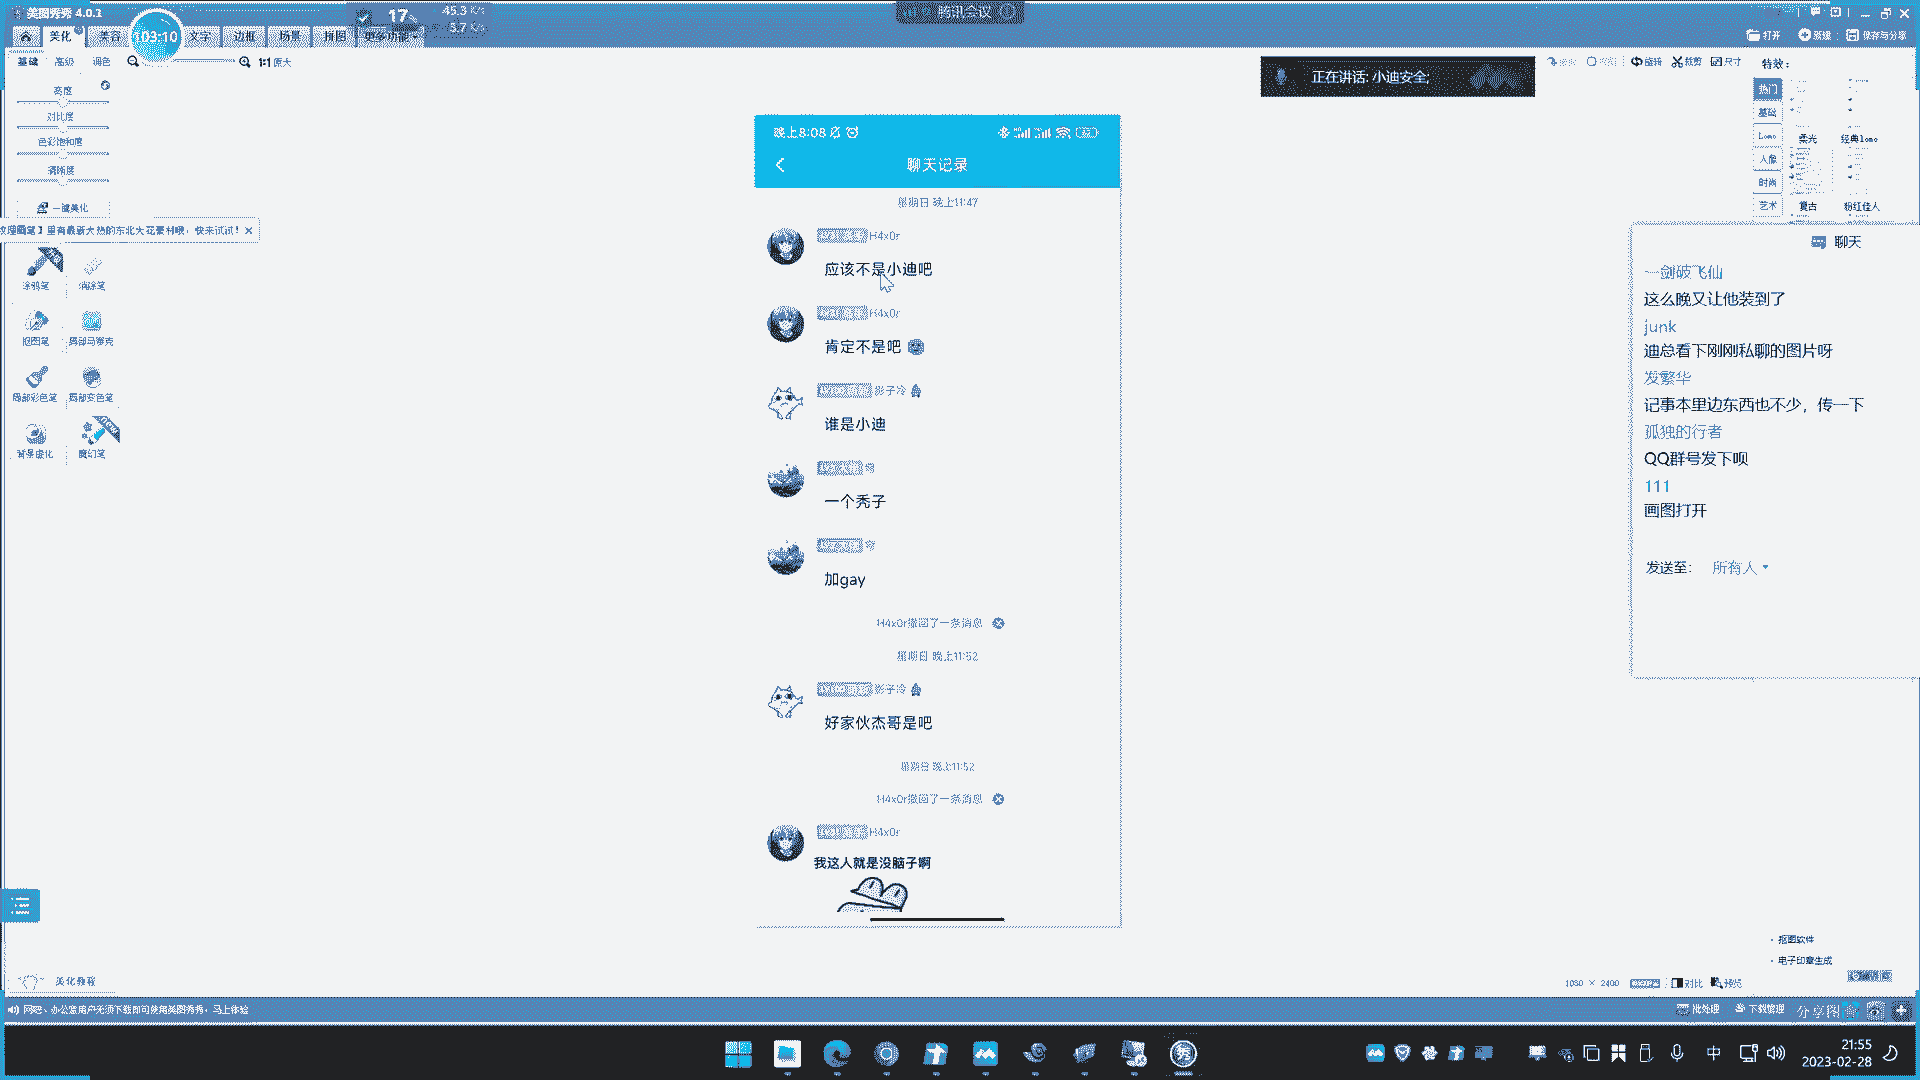 美图秀秀 4.0.1
17%
45.3 K/s
5.7 K/s
腾讯会议
美化
美容
103:10
文字
边框
场景
拼图
更多功能
打开
新建
保存与分享
基础
高级
调色
1:1 原大
正在讲话: 小迪安全;
旋转
裁剪
尺寸
特效：
亮度
对比度
色彩饱和度
清晰度
一键美化
里有最新大热的东北大花素材哦，快来试试！
涂鸦笔
消除笔
抠图笔
局部马赛克
局部彩色笔
局部变色笔
背景虚化
魔幻笔
热门
基础
Lomo
人像
时尚
艺术
柔光
经典lomo
复古
粉红佳人
晚上8:08
聊天记录
星期日 晚上11:47
H4x0r
应该不是小迪吧
H4x0r
肯定不是吧
影子冷
谁是小迪
一个秃子
加gay
H4x0r撤回了一条消息
星期日 晚上11:52
影子冷
好家伙杰哥是吧
星期日 晚上11:52
H4x0r撤回了一条消息
H4x0r
我这人就是没脑子啊
聊天
一剑破飞仙
这么晚又让他装到了
junk
迪总看下刚刚私聊的图片呀
发繁华
记事本里边东西也不少，传一下
孤独的行者
QQ群号发下呗
111
画图打开
发送至：
所有人
抠图软件
电子印章生成
美化教程
1080 × 2400
对比
预览
网吧、办公室用户无须下载即可使用美图秀秀，马上体验
批处理
下载管理
分享图
中
21:55
2023-02-28